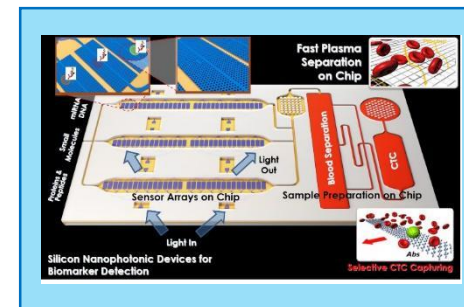 Fast Plasma
Separation
on Chip
miRNA
DNA
Small
Molecules
Proteins &
Peptides
Light
Out
Sensor Arrays on Chip
Light In
Blood Separation
CTC
Sample Preparation on Chip
Silicon Nanophotonic Devices for
Biomarker Detection
Abs
Selective CTC Capturing